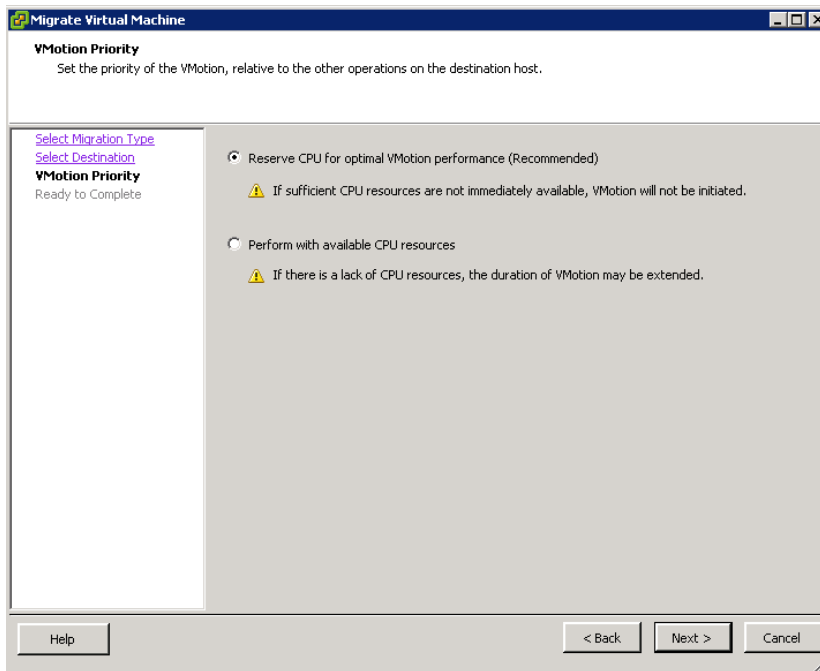 Migrate Virtual Machine
VMotion Priority
Set the priority of the VMotion, relative to the other operations on the destination host.
Select Migration Type
Select Destination
VMotion Priority
Ready to Complete
Reserve CPU for optimal VMotion performance (Recommended)
If sufficient CPU resources are not immediately available, VMotion will not be initiated.
Perform with available CPU resources
If there is a lack of CPU resources, the duration of VMotion may be extended.
Help
< Back
Next >
Cancel